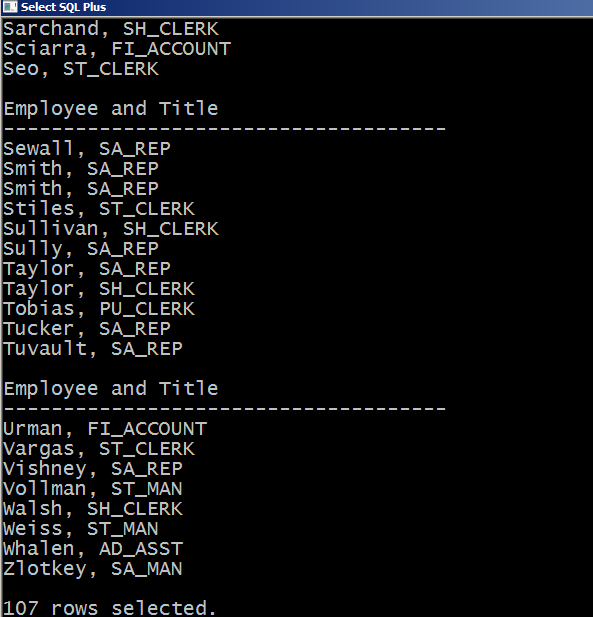 Select SQL Plus
Sarchand, SH_CLERK
Sciarra, FI_ACCOUNT
Seo, ST_CLERK
Employee and Title
-------------------------------------
Sewall, SA_REP
Smith, SA_REP
Smith, SA_REP
Stiles, ST_CLERK
Sullivan, SH_CLERK
Sully, SA_REP
Taylor, SA_REP
Taylor, SH_CLERK
Tobias, PU_CLERK
Tucker, SA_REP
Tuvault, SA_REP
Employee and Title
-------------------------------------
Urman, FI_ACCOUNT
Vargas, ST_CLERK
Vishney, SA_REP
Vollman, ST_MAN
Walsh, SH_CLERK
Weiss, ST_MAN
Whalen, AD_ASST
Zlotkey, SA_MAN
107 rows selected.